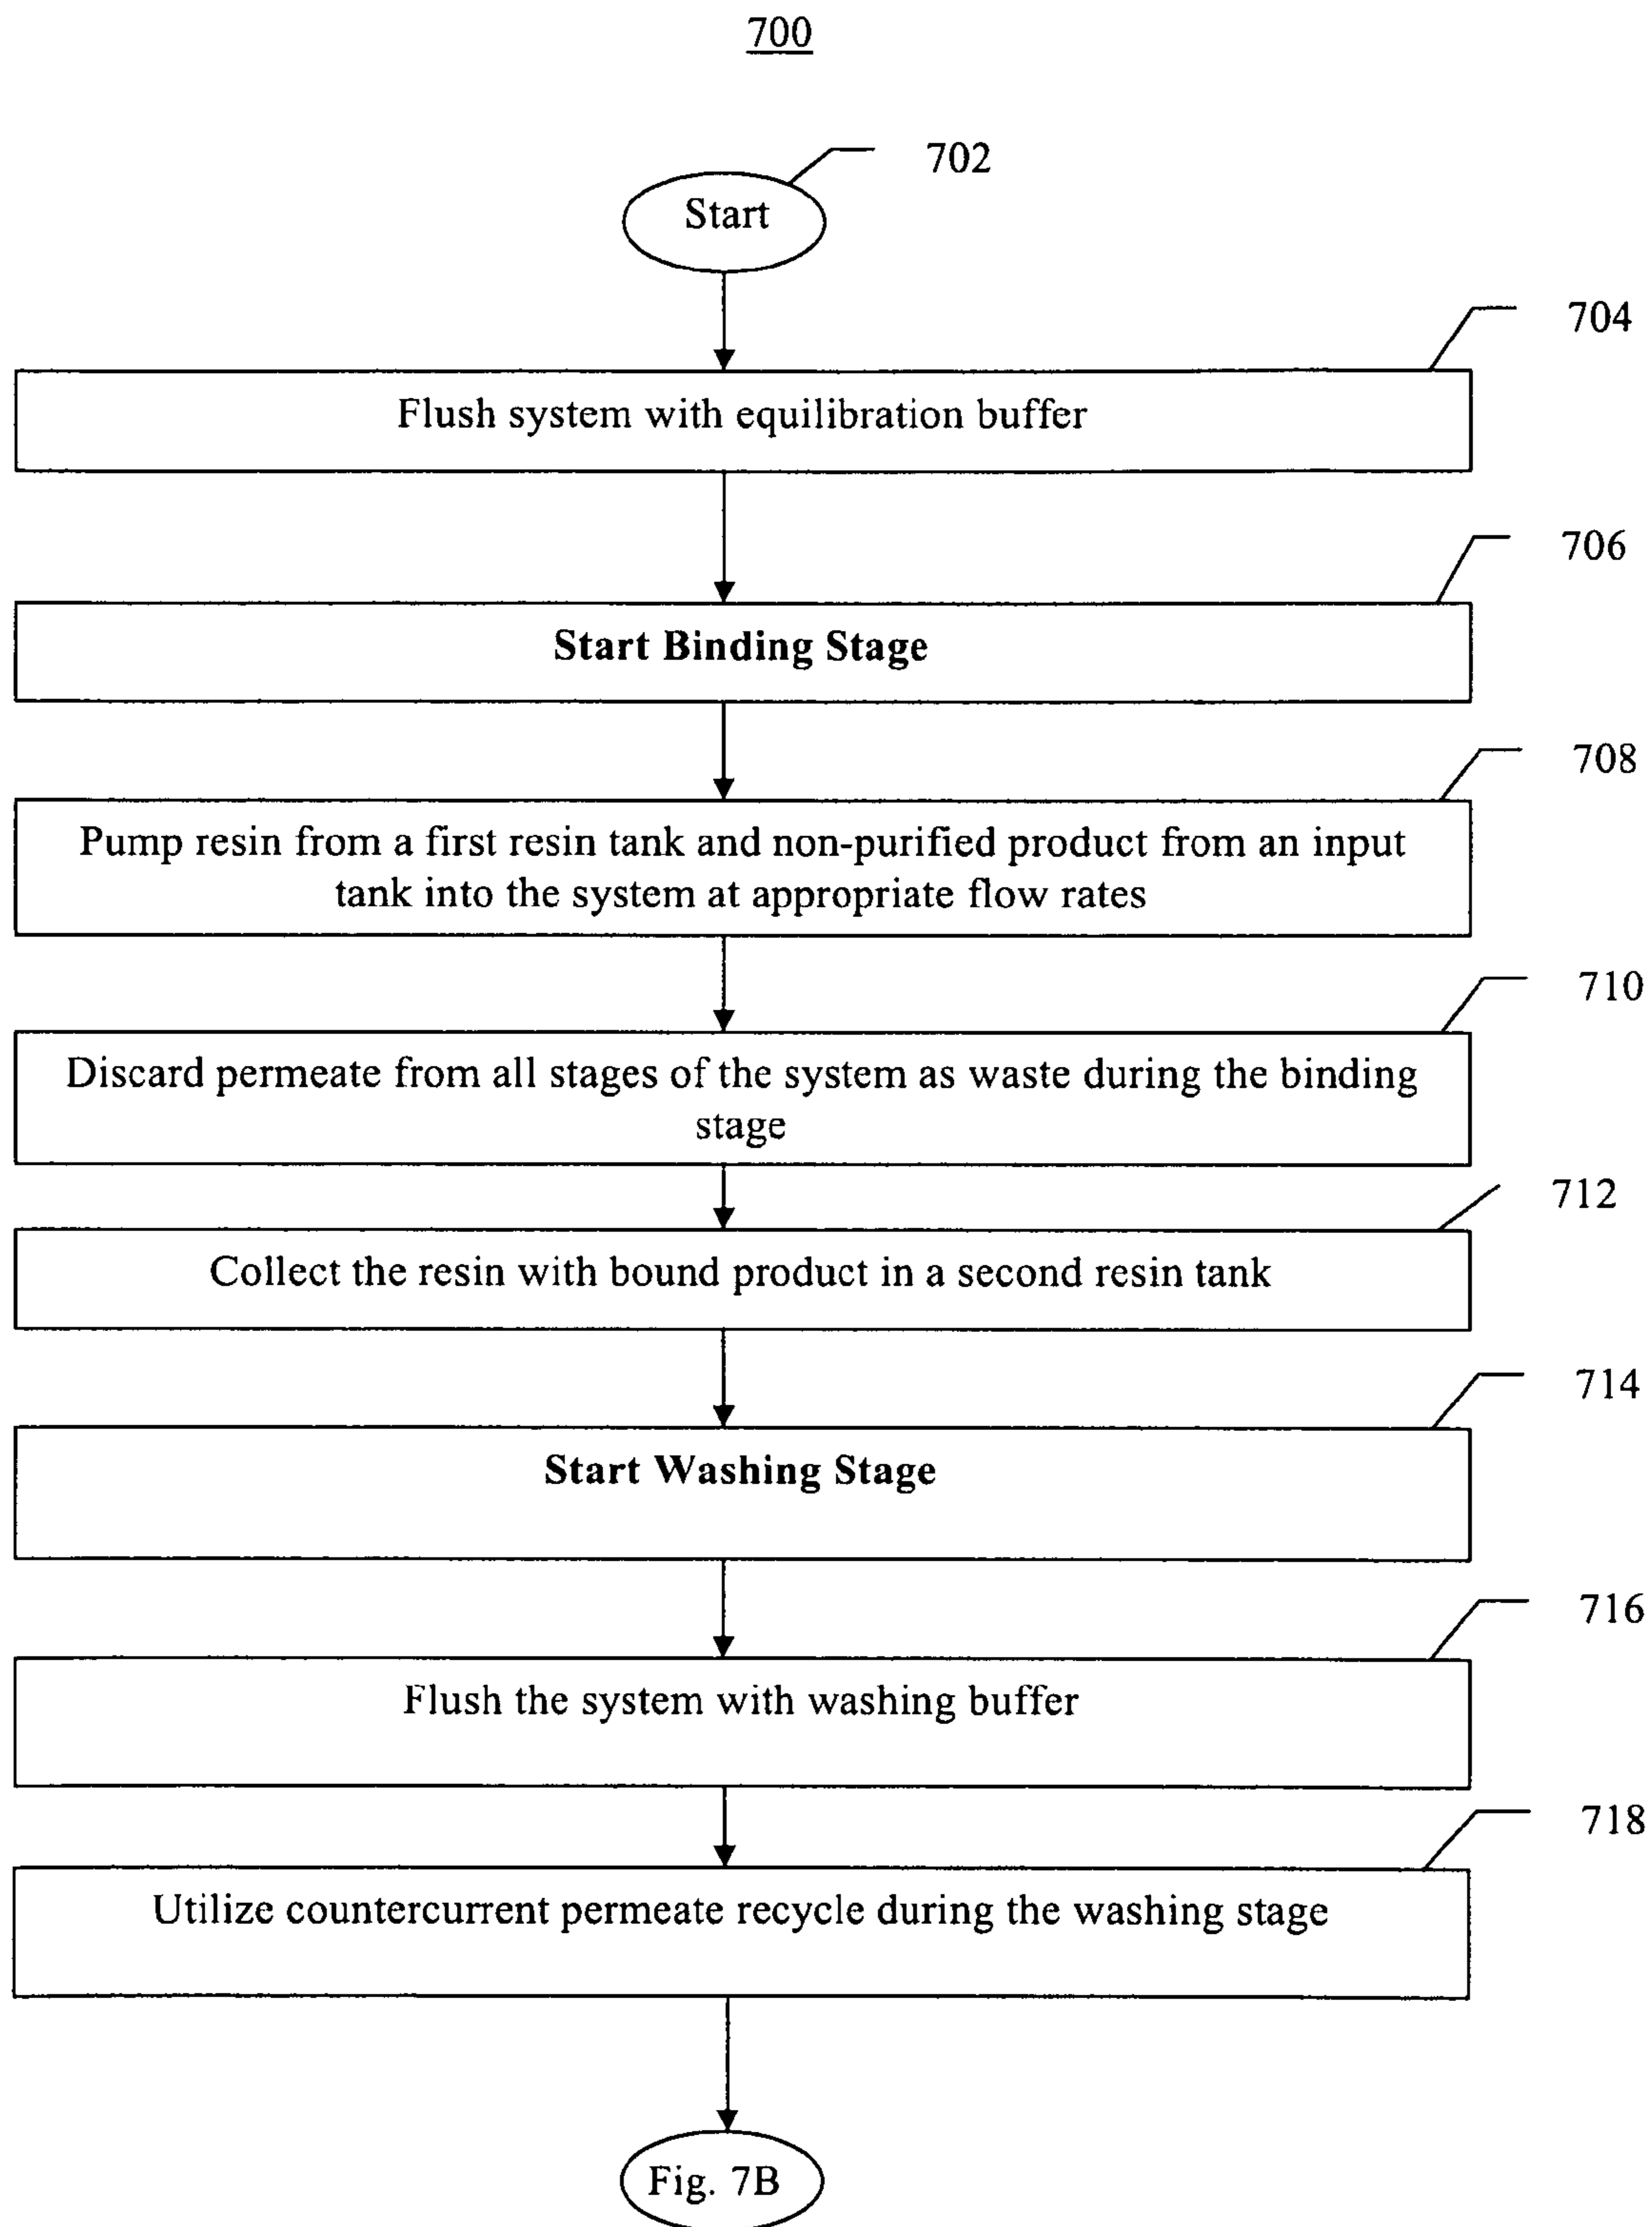 700
702
Start
704
Flush system with equilibration buffer
706
Start Binding Stage
708
Pump resin from a first resin tank and non-purified product from an input
tank into the system at appropriate flow rates
710
Discard permeate from all stages of the system as waste during the binding
stage
712
Collect the resin with bound product in a second resin tank
714
Start Washing Stage
716
Flush the system with washing buffer
718
Utilize countercurrent permeate recycle during the washing stage
Fig. 7B